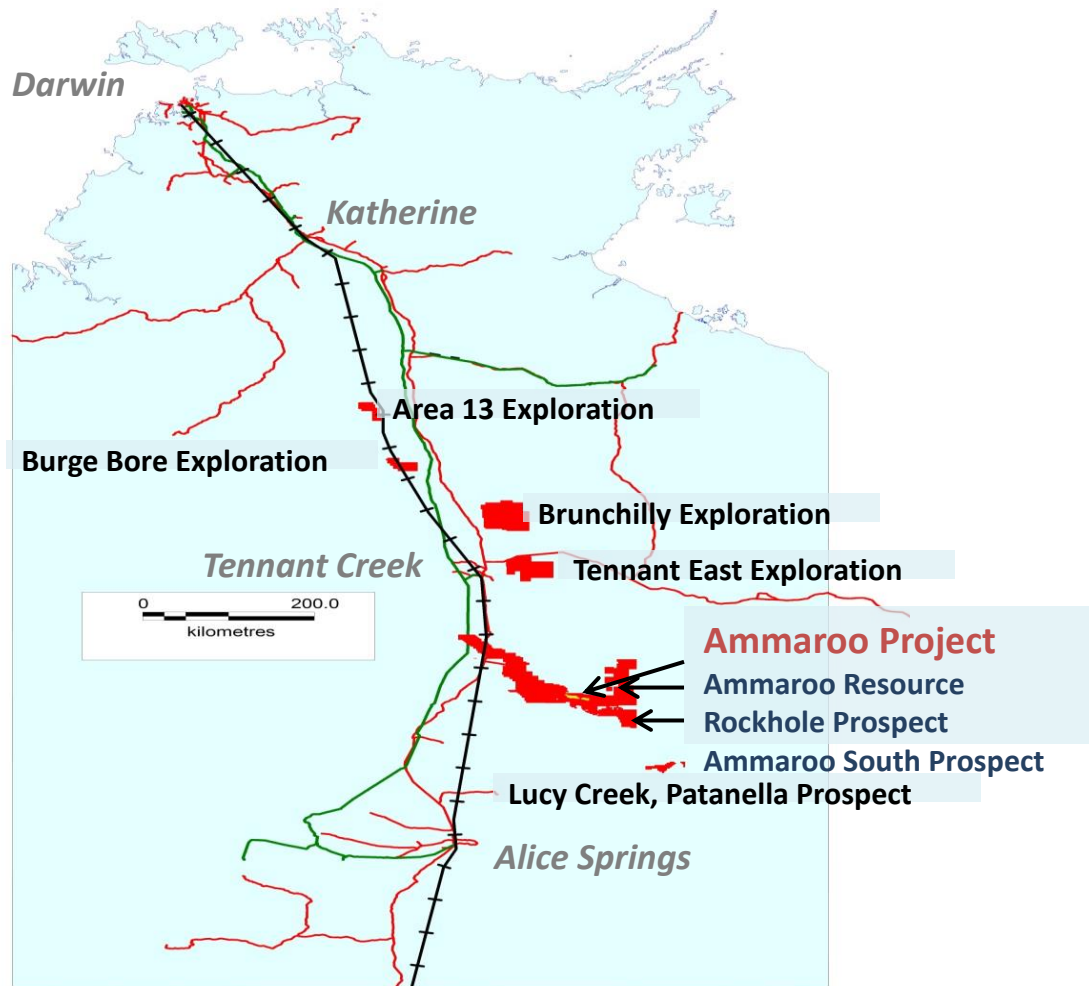 Darwin
Katherine
Area 13 Exploration
Burge Bore Exploration
Brunchilly Exploration
Tennant Creek
Tennant East Exploration
0 200.0
kilometres
Ammaroo Project
Ammaroo Resource
Rockhole Prospect
Ammaroo South Prospect
Lucy Creek, Patanella Prospect
Alice Springs